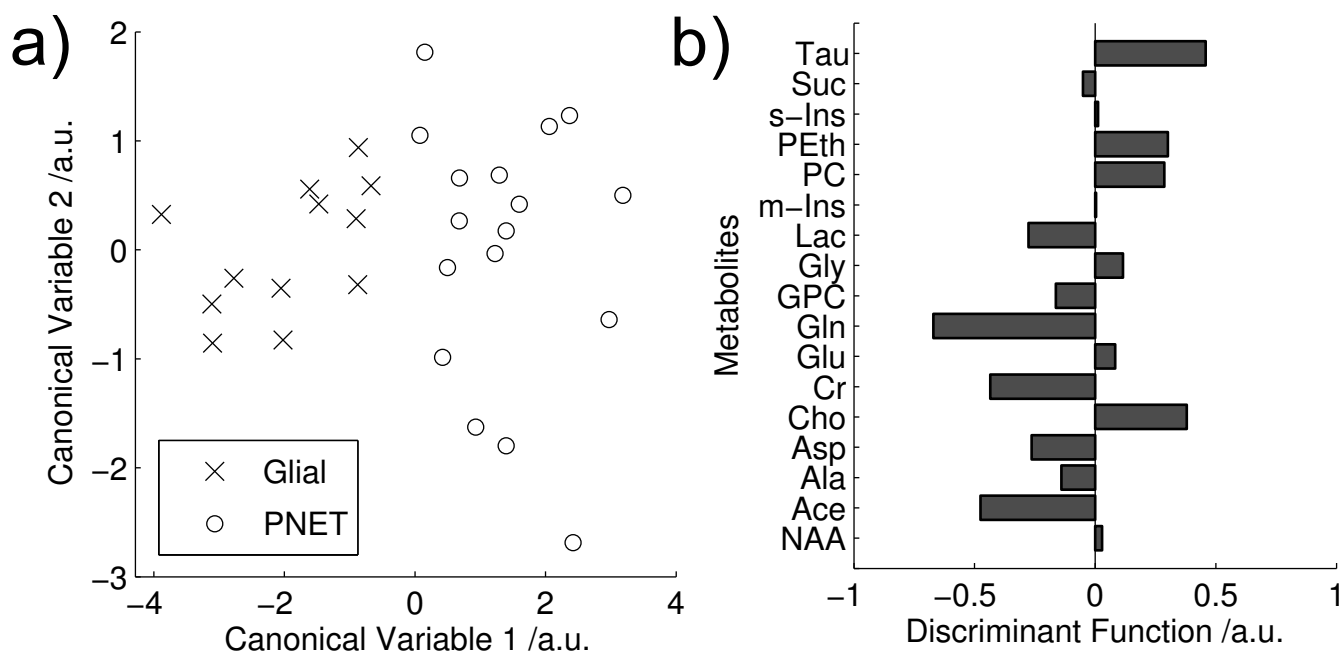 a)
2
1
0
−1
−2
−3
Canonical Variable 2 /a.u.
Glial
PNET
−4
−2
0
2
4
Canonical Variable 1 /a.u.
b)
Metabolites
Tau
Suc
s−Ins
PEth
PC
m−Ins
Lac
Gly
GPC
Gln
Glu
Cr
Cho
Asp
Ala
Ace
NAA
−1
−0.5
0
0.5
1
Discriminant Function /a.u.